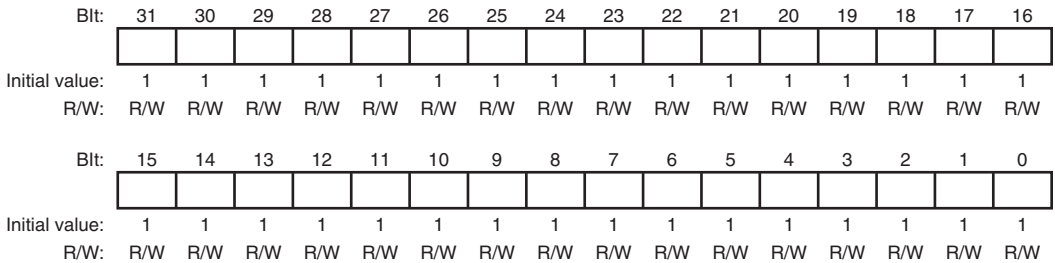 BIt: 31 30 29 28 27 26 25 24 23 22 21 20 19 18 17 16
Initial value: 1 1 1 1 1 1 1 1 1 1 1 1 1 1 1 1
R/W: R/W R/W R/W R/W R/W R/W R/W R/W R/W R/W R/W R/W R/W R/W R/W R/W
BIt: 15 14 13 12 11 10 9 8 7 6 5 4 3 2 1 0
Initial value: 1 1 1 1 1 1 1 1 1 1 1 1 1 1 1 1
R/W: R/W R/W R/W R/W R/W R/W R/W R/W R/W R/W R/W R/W R/W R/W R/W R/W